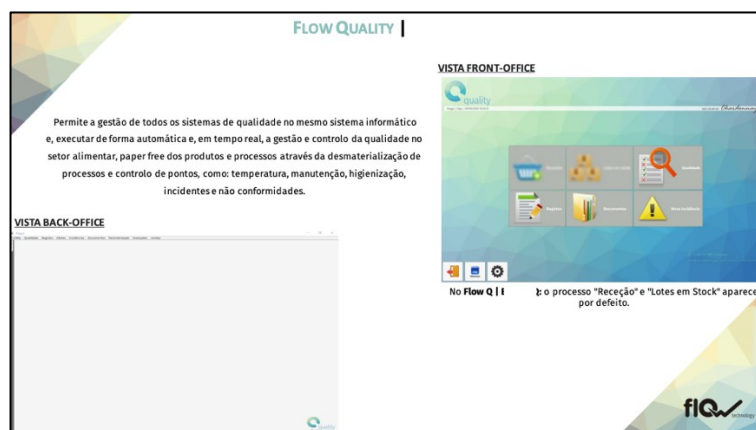 FLOW QUALITY |
VISTA FRONT-OFFICE
quality
Permite a gestão de todos os sistemas de qualidade no mesmo sistema informático
e, executar de forma automática e, em tempo real, a gestão e controlo da qualidade no
setor alimentar, paper free dos produtos e processos através da desmaterialização de
processos e controlo de pontos, como: temperatura, manutenção, higienização,
incidentes e não conformidades.
Qualidade
Registos
Documentos
VISTA BACK-OFFICE
No Flow Q | E : o processo "Receção" e "Lotes em Stock" aparece
por defeito.
quality
flow
technology